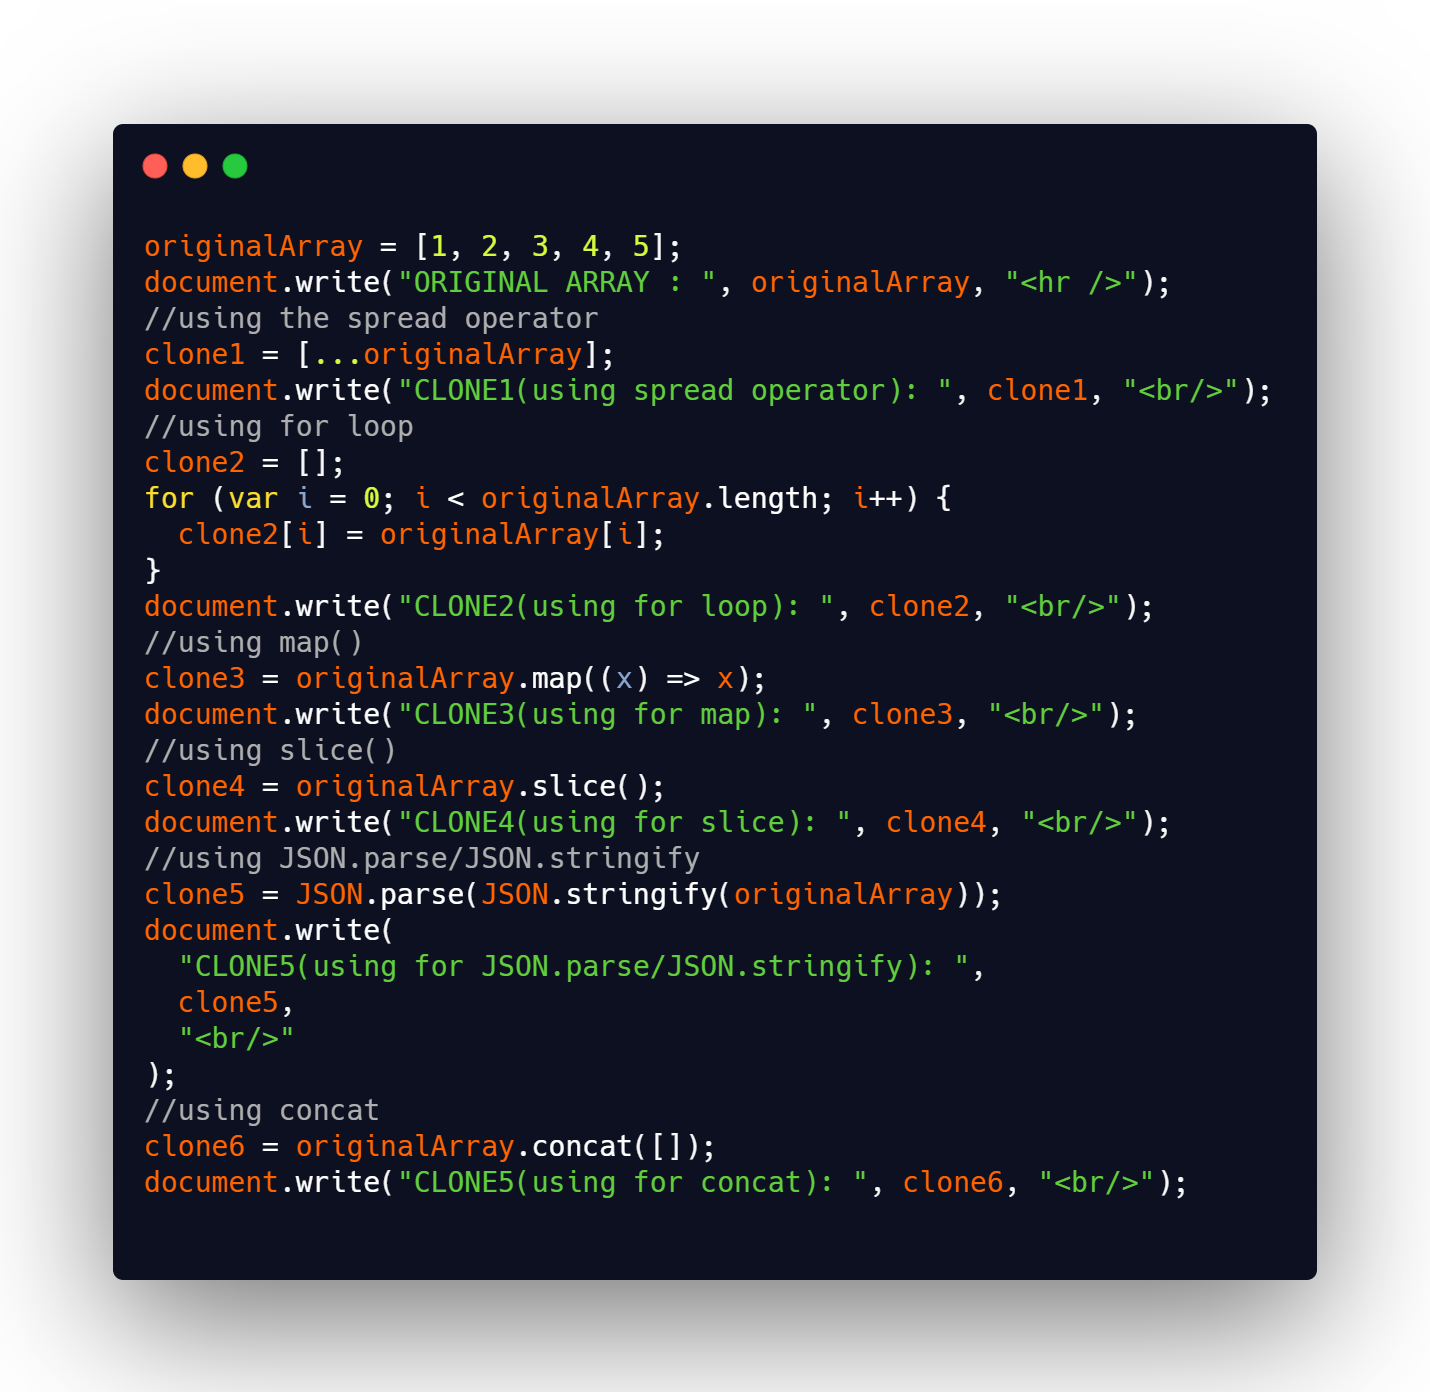 originalArray = [1, 2, 3, 4, 5];
document.write("ORIGINAL ARRAY : ", originalArray, "<hr />");
//using the spread operator
clone1 = [...originalArray];
document.write("CLONE1(using spread operator): ", clone1, "<br/>");
//using for loop
clone2 = [];
for (var i = 0; i < originalArray.length; i++) {
  clone2[i] = originalArray[i];
}
document.write("CLONE2(using for loop): ", clone2, "<br/>");
//using map()
clone3 = originalArray.map((x) => x);
document.write("CLONE3(using for map): ", clone3, "<br/>");
//using slice()
clone4 = originalArray.slice();
document.write("CLONE4(using for slice): ", clone4, "<br/>");
//using JSON.parse/JSON.stringify
clone5 = JSON.parse(JSON.stringify(originalArray));
document.write(
  "CLONE5(using for JSON.parse/JSON.stringify): ",
  clone5,
  "<br/>"
);
//using concat
clone6 = originalArray.concat([]);
document.write("CLONE5(using for concat): ", clone6, "<br/>");